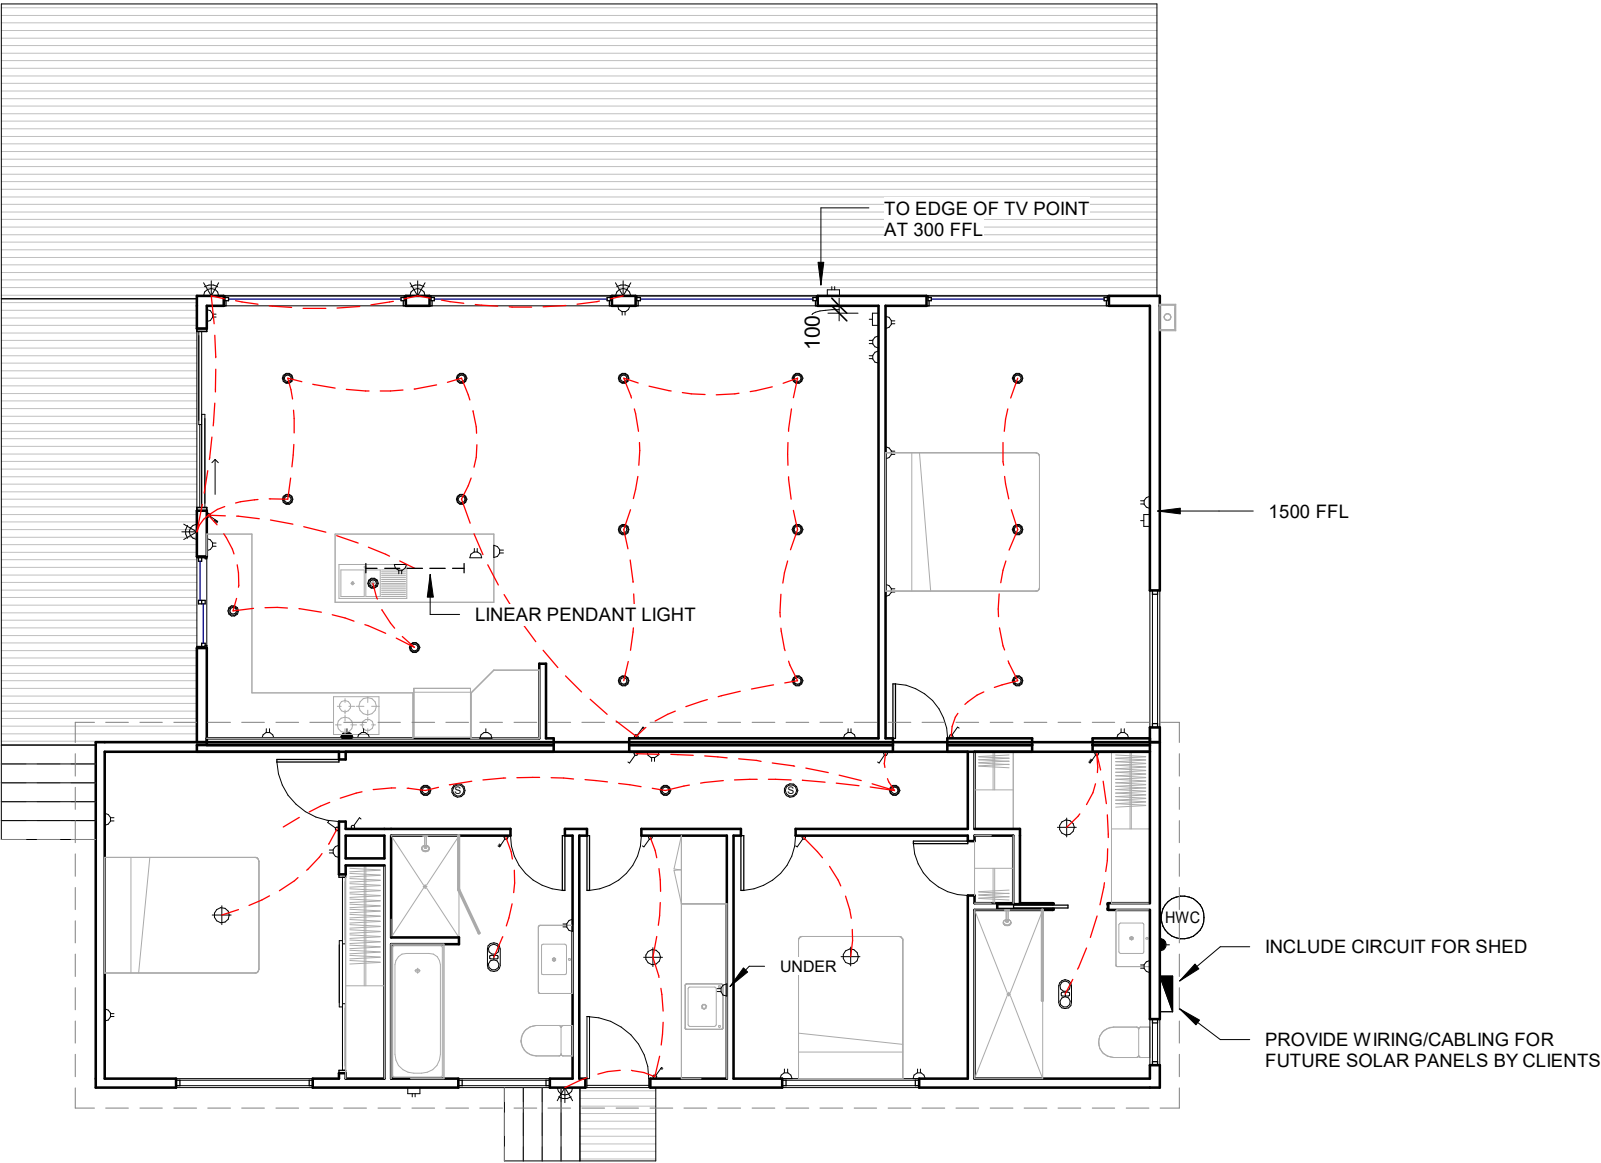 TO EDGE OF TV POINT
AT 300 FFL
100
1500 FFL
LINEAR PENDANT LIGHT
S
S
HWC
INCLUDE CIRCUIT FOR SHED
UNDER
PROVIDE WIRING/CABLING FOR
FUTURE SOLAR PANELS BY CLIENTS